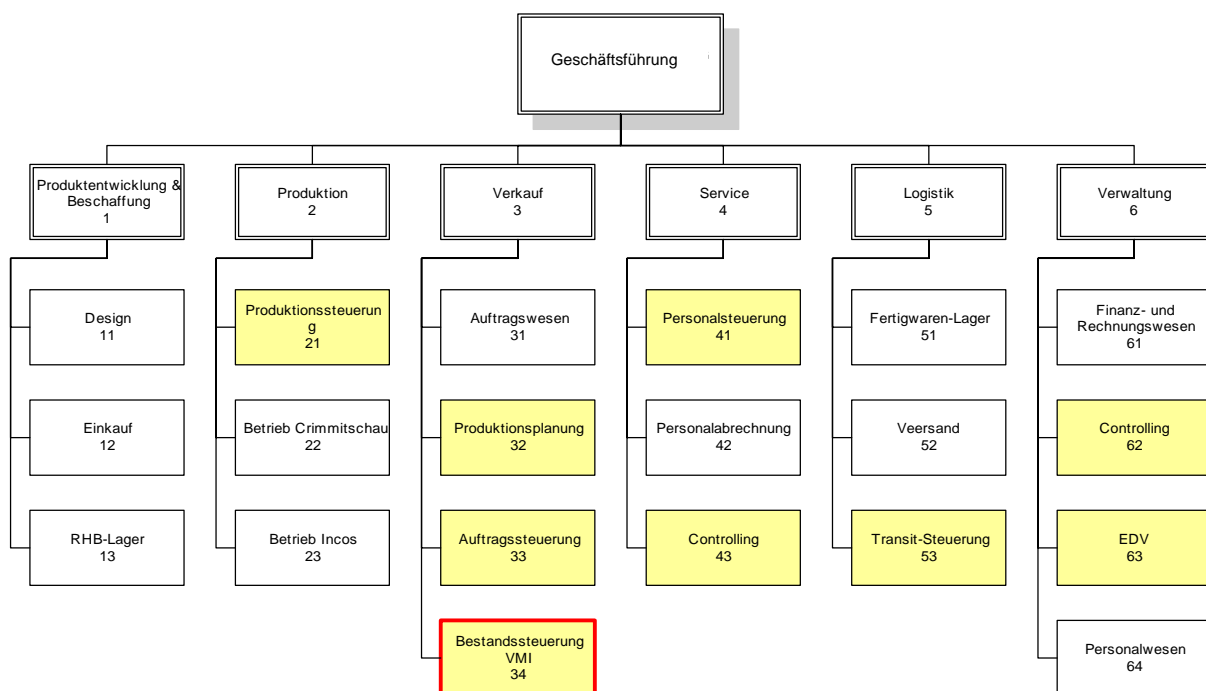 Geschäftsführung
Produktentwicklung &
Beschaffung
1
Produktion
2
Verkauf
3
Service
4
Logistik
5
Verwaltung
6
Design
11
Produktionssteuerun
g
21
Auftragswesen
31
Personalsteuerung
41
Fertigwaren-Lager
51
Finanz- und
Rechnungswesen
61
Einkauf
12
Betrieb Crimmitschau
22
Produktionsplanung
32
Personalabrechnung
42
Veersand
52
Controlling
62
RHB-Lager
13
Betrieb Incos
23
Auftragssteuerung
33
Controlling
43
Transit-Steuerung
53
EDV
63
Bestandssteuerung
VMI
34
Personalwesen
64